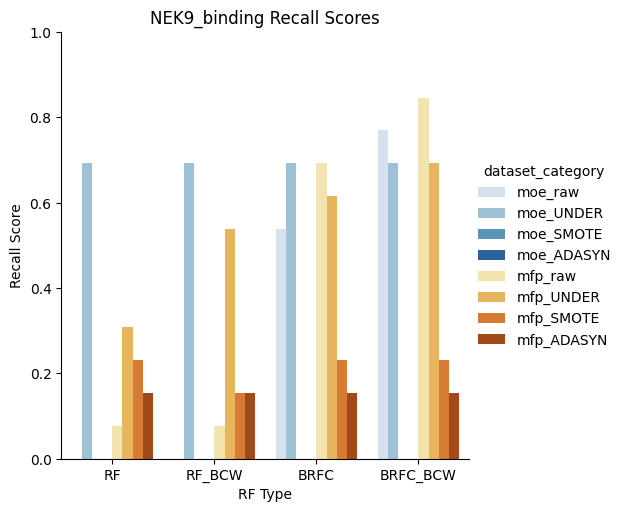 NEK9_binding Recall Scores
1.0
0.8
0.6
0.4
0.2
0.0
Recall Score
RF
RF_BCW
BRFC
BRFC_BCW
RF Type
dataset_category
moe_raw
moe_UNDER
moe_SMOTE
moe_ADASYN
mfp_raw
mfp_UNDER
mfp_SMOTE
mfp_ADASYN